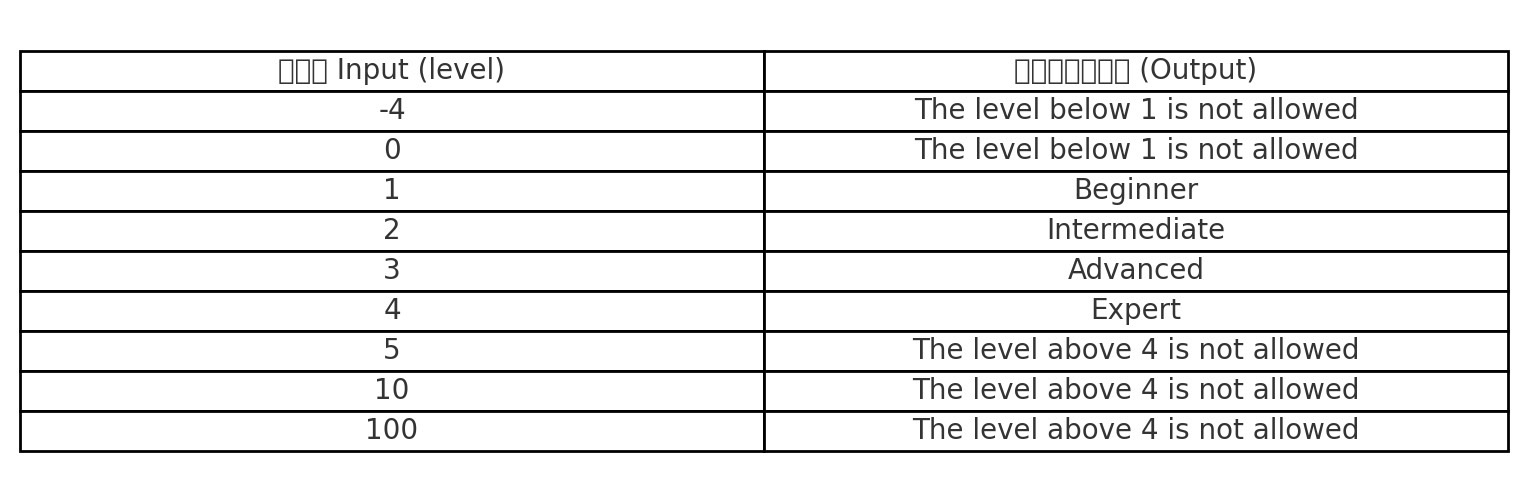 Input (level) (Output)
-4 The level below 1 is not allowed
0 The level below 1 is not allowed
1 Beginner
2 Intermediate
3 Advanced
4 Expert
5 The level above 4 is not allowed
10 The level above 4 is not allowed
100 The level above 4 is not allowed